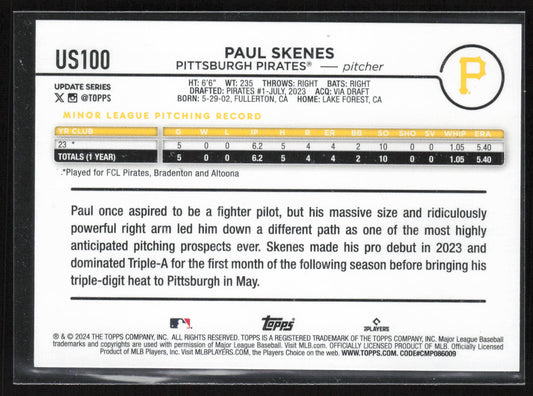 US100
PAUL SKENES
PITTSBURGH PIRATES® — pitcher
P
UPDATE SERIES
@TOPPS
HT: 6'6" WT: 235 THROWS: RIGHT BATS: RIGHT
DRAFTED: PIRATES #1-JULY, 2023 ACQ: VIA DRAFT
BORN: 5-29-02, FULLERTON, CA HOME: LAKE FOREST, CA
MINOR LEAGUE PITCHING RECORD
YR CLUB G W L IP H R ER BB SO SHO SV WHIP ERA
23 * 5 0 0 6.2 5 4 4 2 10 0 0 1.05 5.40
TOTALS (1 YEAR) 5 0 0 6.2 5 4 4 2 10 0 0 1.05 5.40
.*Played for FCL Pirates, Bradenton and Altoona
Paul once aspired to be a fighter pilot, but his massive size and ridiculously
powerful right arm led him down a different path as one of the most highly
anticipated pitching prospects ever. Skenes made his pro debut in 2023 and
dominated Triple-A for the first month of the following season before bringing his
triple-digit heat to Pittsburgh in May.
Topps
PLAYERS
® & © 2024 THE TOPPS COMPANY, INC. ALL RIGHTS RESERVED. TOPPS IS A REGISTERED TRADEMARK OF THE TOPPS COMPANY, INC. Major League Baseball
trademarks and copyrights are used with permission of Major League Baseball. Visit MLB.com. OFFICIALLY LICENSED PRODUCT OF MLB. Officially Licensed
Product of MLB Players, Inc. Visit MLBPLAYERS.COM, the Players Choice on the web. WWW.TOPPS.COM. CODE#CMP086009